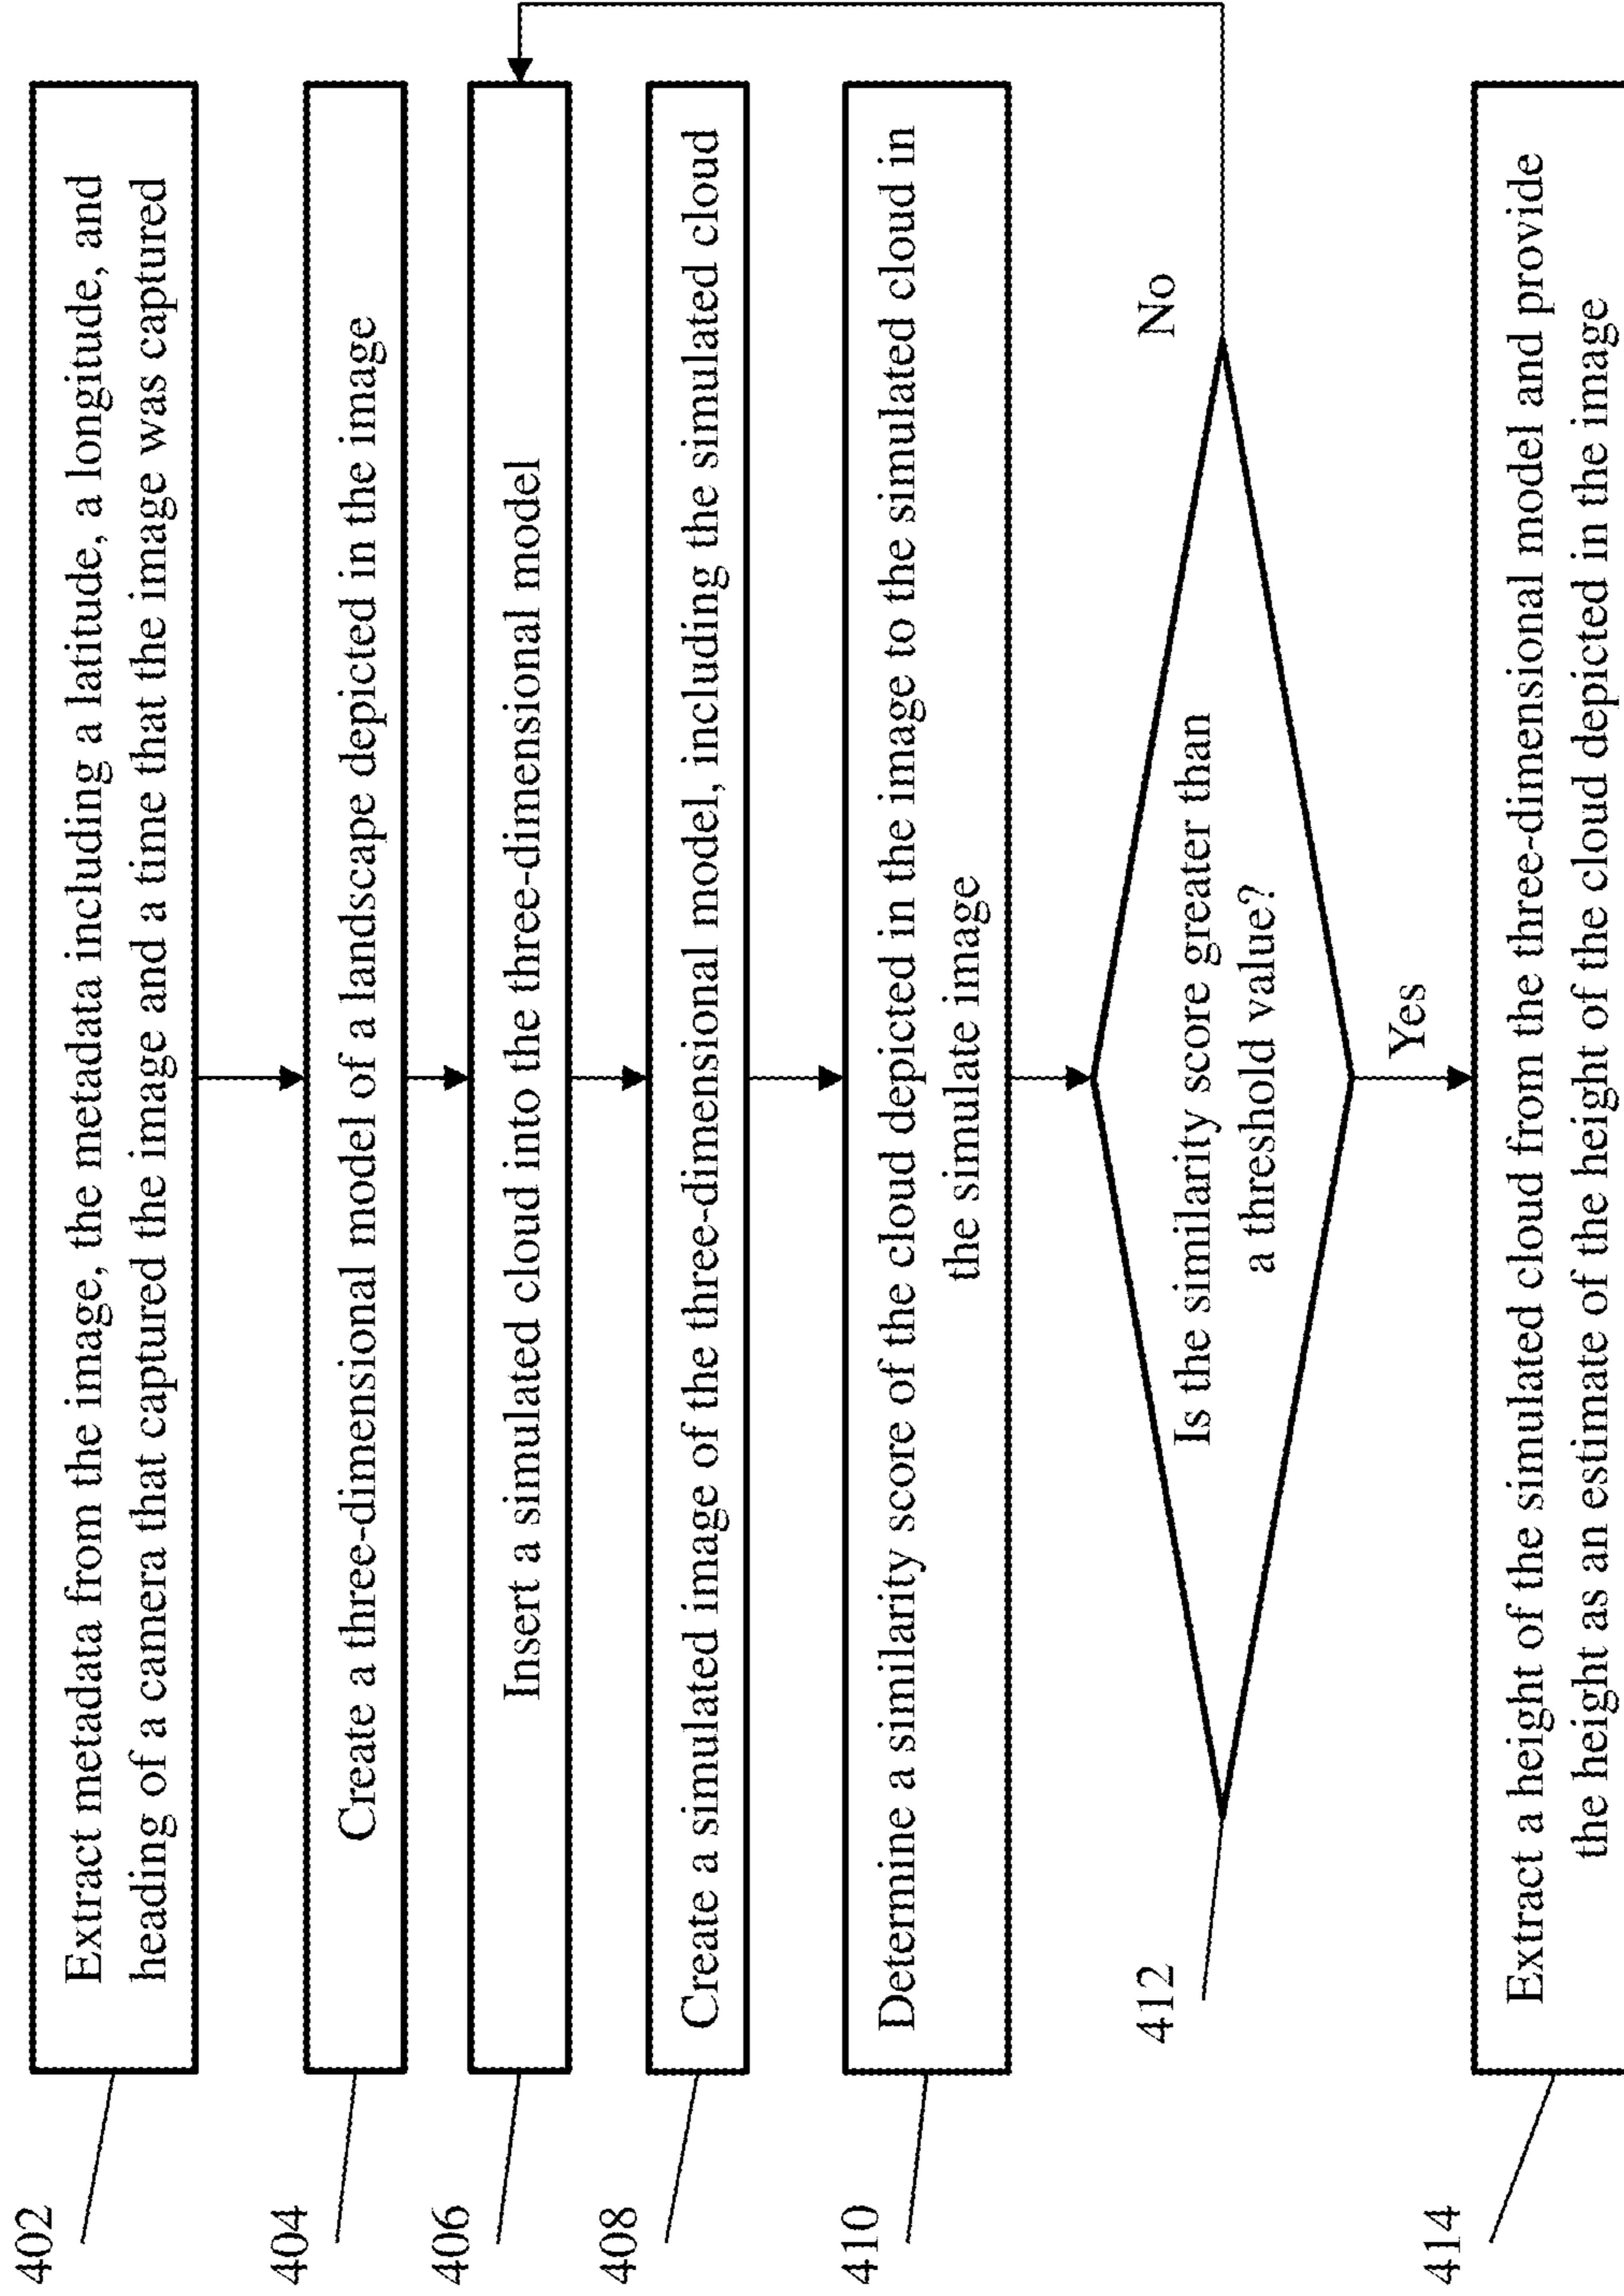 402
Extract metadata from the image, the metadata including a latitude, a longitude, and
heading of a camera that captured the image and a time that the image was captured
404
Create a three-dimensional model of a landscape depicted in the image
406
Insert a simulated cloud into the three-dimensional model
408
Create a simulated image of the three-dimensional model, including the simulated cloud
410
Determine a similarity score of the cloud depicted in the image to the simulated cloud in
the simulate image
412
Is the similarity score greater than
a threshold value?
No
Yes
414
Extract a height of the simulated cloud from the three-dimensional model and provide
the height as an estimate of the height of the cloud depicted in the image